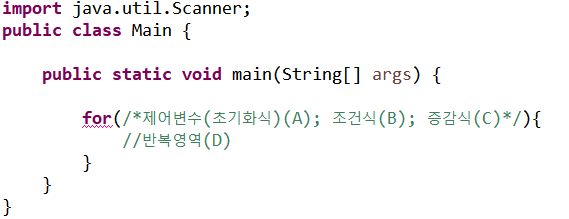 import java.util.Scanner;
public class Main {
public static void main(String[] args) {
for(/*제어변수(초기화식)(A); 조건식(B); 증감식(C)*/){
//반복영역(D)
}
}
}